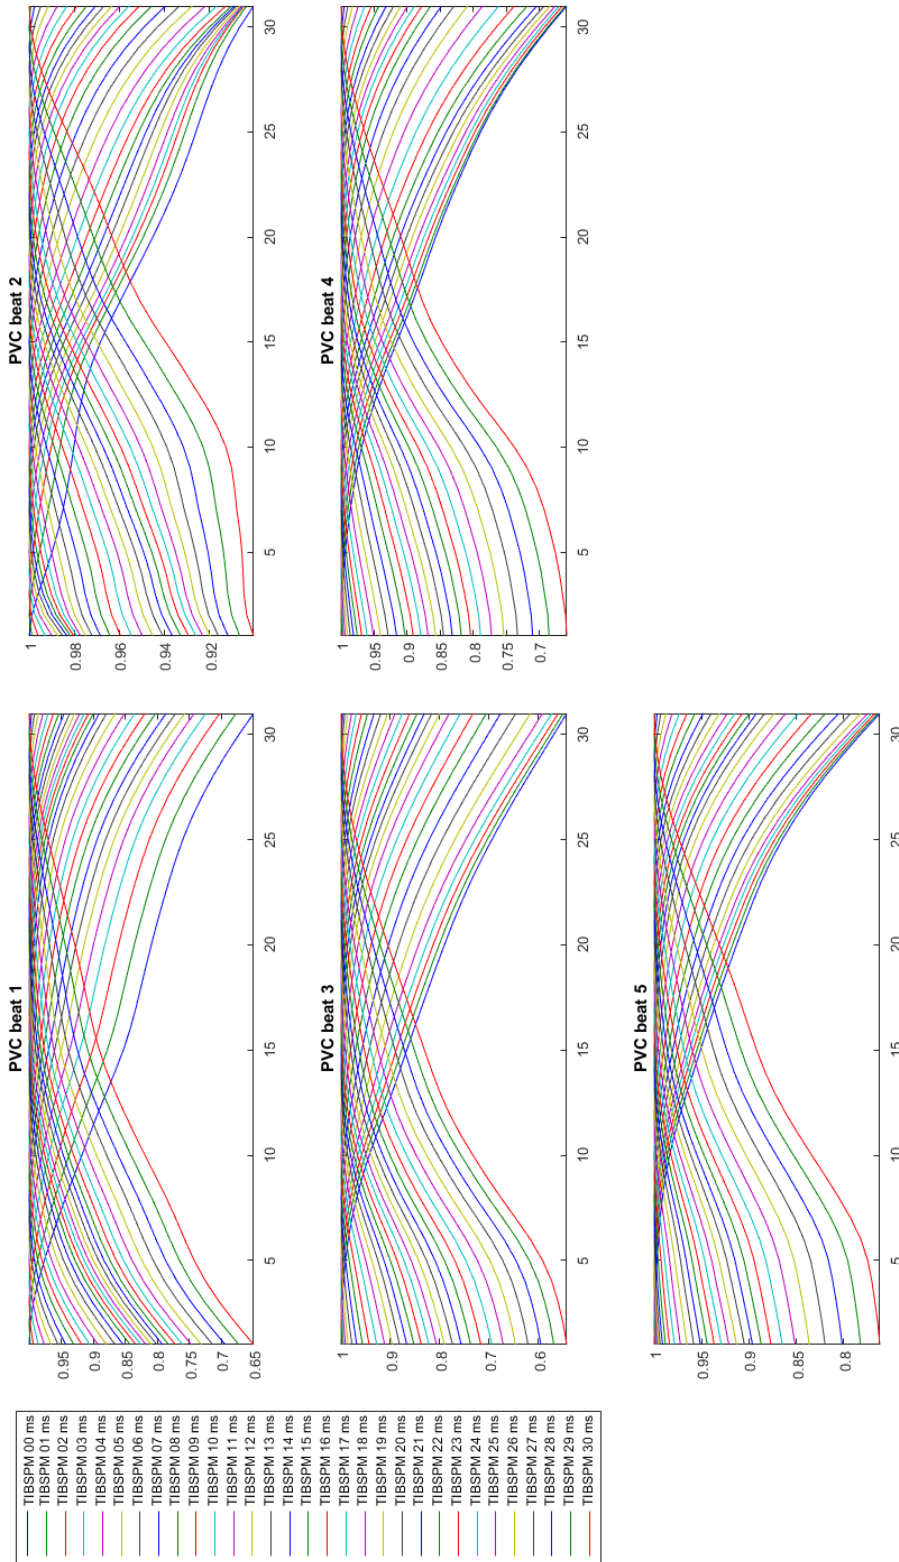 TIBSPM 00 ms
TIBSPM 01 ms
TIBSPM 02 ms
TIBSPM 03 ms
TIBSPM 04 ms
TIBSPM 05 ms
TIBSPM 06 ms
TIBSPM 07 ms
TIBSPM 08 ms
TIBSPM 09 ms
TIBSPM 10 ms
TIBSPM 11 ms
TIBSPM 12 ms
TIBSPM 13 ms
TIBSPM 14 ms
TIBSPM 15 ms
TIBSPM 16 ms
TIBSPM 17 ms
TIBSPM 18 ms
TIBSPM 19 ms
TIBSPM 20 ms
TIBSPM 21 ms
TIBSPM 22 ms
TIBSPM 23 ms
TIBSPM 24 ms
TIBSPM 25 ms
TIBSPM 26 ms
TIBSPM 27 ms
TIBSPM 28 ms
TIBSPM 29 ms
TIBSPM 30 ms
PVC beat 1
0.95
0.9
0.85
0.8
0.75
0.7
0.65
5 10 15 20 25 30
PVC beat 2
1
0.98
0.96
0.94
0.92
5 10 15 20 25 30
PVC beat 3
1
0.9
0.8
0.7
0.6
5 10 15 20 25 30
PVC beat 4
1
0.95
0.9
0.85
0.8
0.75
0.7
5 10 15 20 25 30
PVC beat 5
1
0.95
0.9
0.85
0.8
5 10 15 20 25 30